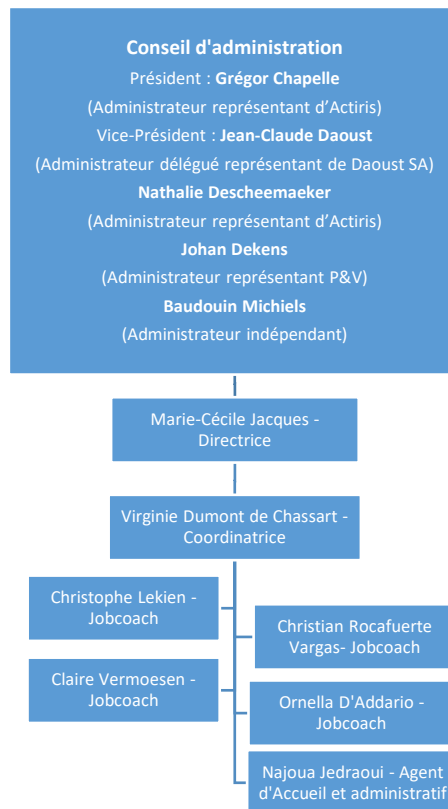 Conseil d'administration
Président : Grégor Chapelle
(Administrateur représentant d’Actiris)
Vice-Président : Jean-Claude Daoust
(Administrateur délégué représentant de Daoust SA)
Nathalie Descheemaeker
(Administrateur représentant d’Actiris)
Johan Dekens
(Administrateur représentant P&V)
Baudouin Michiels
(Administrateur indépendant)
Marie-Cécile Jacques -
Directrice
Virginie Dumont de Chassart -
Coordinatrice
Christophe Lekien -
Jobcoach
Christian Rocafuerte
Vargas- Jobcoach
Claire Vermoesen -
Jobcoach
Ornella D'Addario -
Jobcoach
Najoua Jedraoui - Agent
d'Accueil et administratif